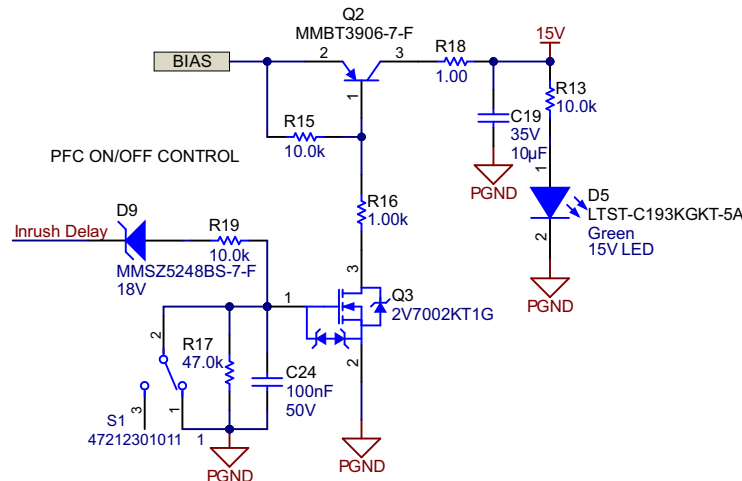 Q2
MMBT3906-7-F
BIAS
2
3
1
R18
1.00
15V
R13
10.0k
C19
35V
10µF
PGND
R15
10.0k
PFC ON/OFF CONTROL
R16
1.00k
1
2
D5
LTST-C193KGKT-5A
Green
15V LED
PGND
Inrush Delay
D9
MMSZ5248BS-7-F
18V
R19
10.0k
3
1
2
Q3
2V7002KT1G
2
3
1
S1
47212301011
1
R17
47.0k
C24
100nF
50V
PGND
PGND